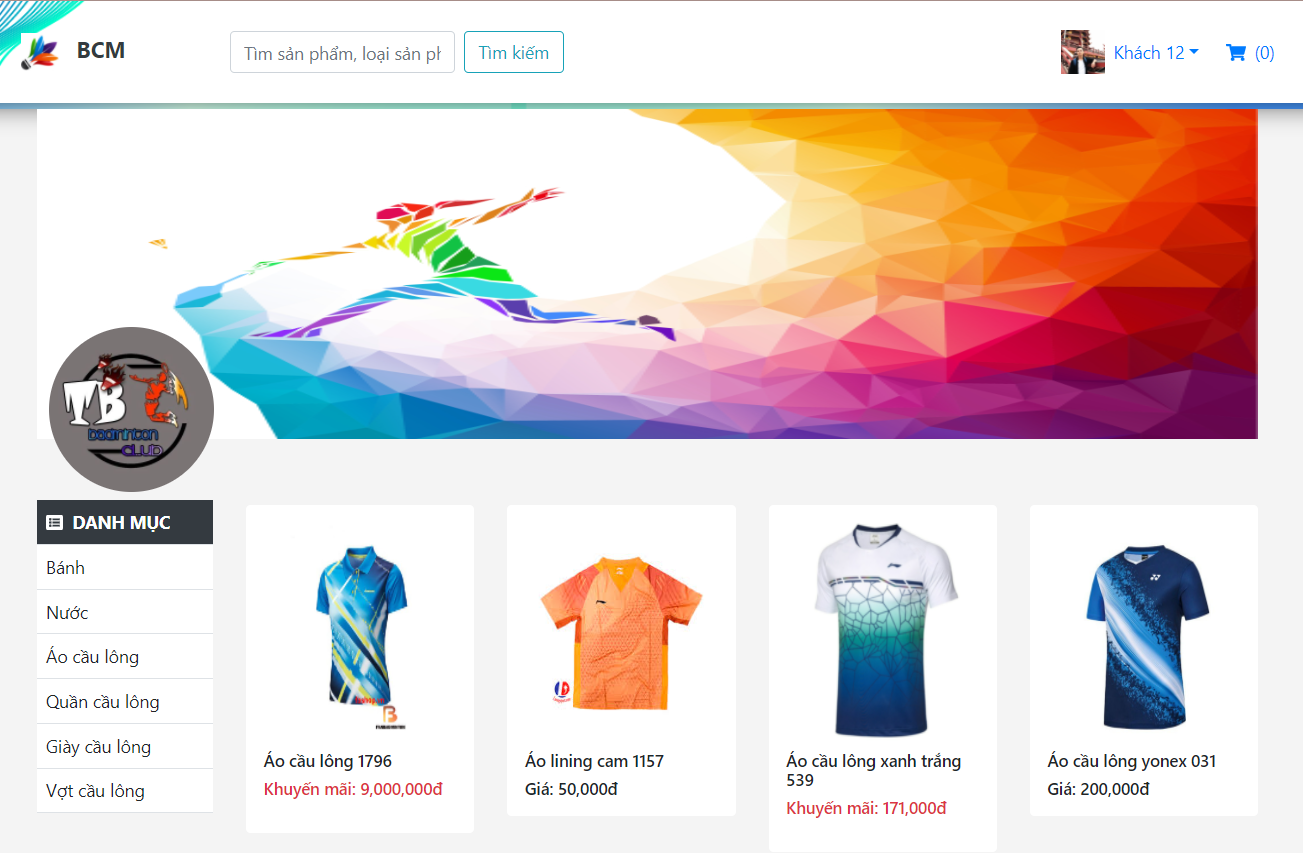 BCM
Tìm sản phẩm, loại sản ph
Tìm kiếm
Khách 12
(0)
TB
badminton
CLUB
DANH MỤC
Bánh
Nước
Áo cầu lông
Quần cầu lông
Giày cầu lông
Vợt cầu lông
Áo cầu lông 1796
Khuyến mãi: 9,000,000đ
Áo lining cam 1157
Giá: 50,000đ
Áo cầu lông xanh trắng
539
Khuyến mãi: 171,000đ
Áo cầu lông yonex 031
Giá: 200,000đ